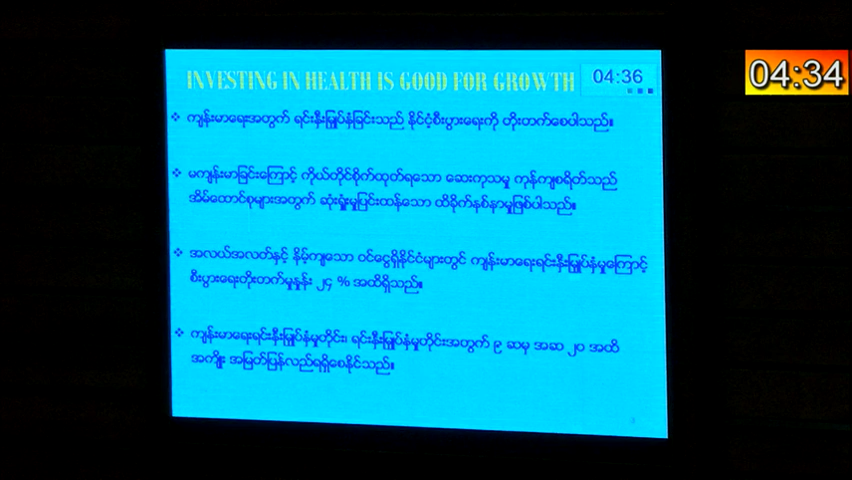 INVESTING IN HEALTH IS GOOD FOR GROWTH
04:36
04:34
❖ ကျန်းမာရေးအတွက် ရင်းနှီးမြှုပ်နှံခြင်းသည် နိုင်ငံ့စီးပွားရေးကို တိုးတက်စေပါသည်။
❖ မကျန်းမာခြင်းကြောင့် ကိုယ်တိုင်စိုက်ထုတ်ရသော ဆေးကုသမှု ကုန်ကျစရိတ်သည်
အိမ်ထောင်စုများအတွက် ဆုံးရှုံးမှုပြင်းထန်သော ထိခိုက်နစ်နာမှုဖြစ်ပါသည်။
❖ အလယ်အလတ်နှင့် နိမ့်ကျသော ဝင်ငွေရှိနိုင်ငံများတွင် ကျန်းမာရေးရင်းနှီးမြှုပ်နှံမှုကြောင့်
စီးပွားရေးတိုးတက်မှုနှုန်း ၂၄ % အထိရှိသည်။
❖ ကျန်းမာရေးရင်းနှီးမြှုပ်နှံမှုတိုင်း၊ ရင်းနှီးမြှုပ်နှံမှုတိုင်းအတွက် ၉ ဆမှ အဆ ၂၀ အထိ
အကျိုး အမြတ်ပြန်လည်ရရှိစေနိုင်သည်။